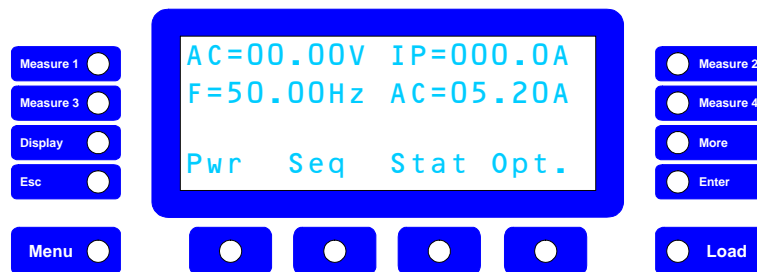 Measure 1
Measure 3
Display
Esc
Menu
AC=00.00V IP=000.0A
F=50.00Hz AC=05.20A
Pwr Seq Stat Opt.
Measure 2
Measure 4
More
Enter
Load